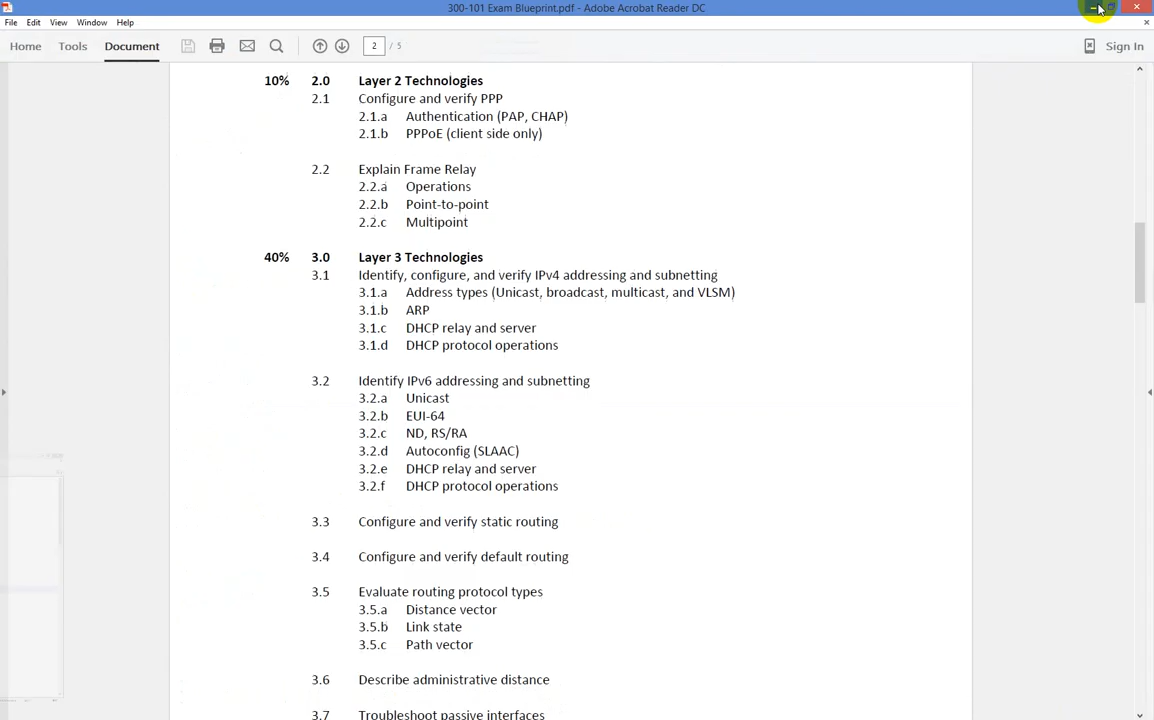 300-101 Exam Blueprint.pdf - Adobe Acrobat Reader DC
File Edit View Window Help
Home Tools Document 2 / 5 Sign In
10% 2.0 Layer 2 Technologies
2.1 Configure and verify PPP
2.1.a Authentication (PAP, CHAP)
2.1.b PPPoE (client side only)
2.2 Explain Frame Relay
2.2.a Operations
2.2.b Point-to-point
2.2.c Multipoint
40% 3.0 Layer 3 Technologies
3.1 Identify, configure, and verify IPv4 addressing and subnetting
3.1.a Address types (Unicast, broadcast, multicast, and VLSM)
3.1.b ARP
3.1.c DHCP relay and server
3.1.d DHCP protocol operations
3.2 Identify IPv6 addressing and subnetting
3.2.a Unicast
3.2.b EUI-64
3.2.c ND, RS/RA
3.2.d Autoconfig (SLAAC)
3.2.e DHCP relay and server
3.2.f DHCP protocol operations
3.3 Configure and verify static routing
3.4 Configure and verify default routing
3.5 Evaluate routing protocol types
3.5.a Distance vector
3.5.b Link state
3.5.c Path vector
3.6 Describe administrative distance
3.7 Troubleshoot passive interfaces